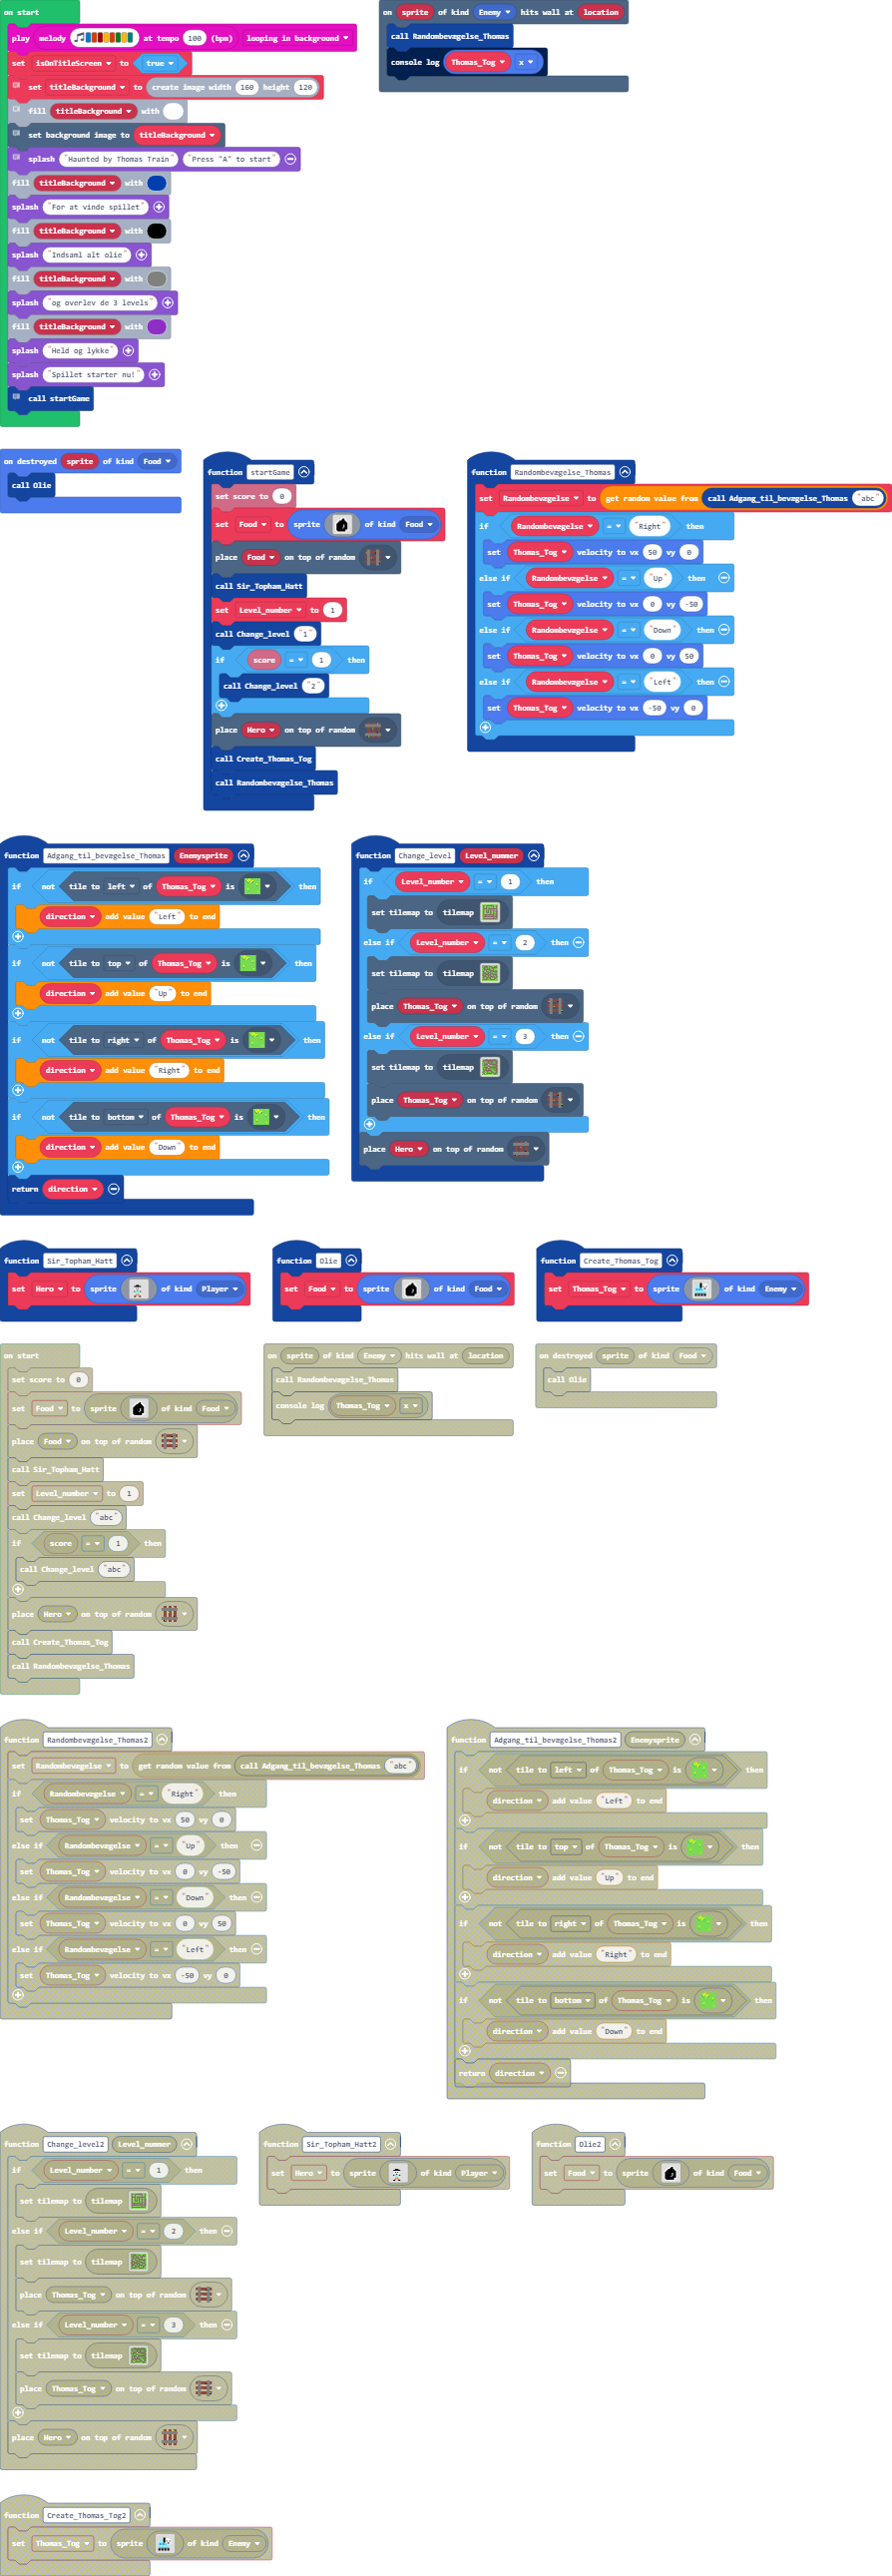 on start
play melody at tempo 100 (bpm) looping in background
set isOnTitleScreen to true
set titleBackground to create image width 160 height 120
fill titleBackground with
set background image to titleBackground
splash "Haunted by Thomas Train" "Press "A" to start"
fill titleBackground with
splash "For at vinde spillet"
fill titleBackground with
splash "Indsaml alt olie"
fill titleBackground with
splash "og overlev de 3 levels"
fill titleBackground with
splash "Held og lykke"
splash "Spillet starter nu!"
call startGame
on sprite of kind Enemy hits wall at location
call Randombevægelse_Thomas
console log Thomas_Tog x
on destroyed sprite of kind Food
call Olie
function startGame
set score to 0
set Food to sprite of kind Food
place Food on top of random
call Sir_Topham_Hatt
set Level_number to 1
call Change_level "1"
if score = 1 then
call Change_level "2"
place Hero on top of random
call Create_Thomas_Tog
call Randombevægelse_Thomas
function Randombevægelse_Thomas
set Randombevægelse to get random value from call Adgang_til_bevægelse_Thomas "abc"
if Randombevægelse = "Right" then
set Thomas_Tog velocity to vx 50 vy 0
else if Randombevægelse = "Up" then
set Thomas_Tog velocity to vx 0 vy -50
else if Randombevægelse = "Down" then
set Thomas_Tog velocity to vx 0 vy 50
else if Randombevægelse = "Left" then
set Thomas_Tog velocity to vx -50 vy 0
function Adgang_til_bevægelse_Thomas Enemysprite
if not tile to left of Thomas_Tog is then
direction add value "Left" to end
if not tile to top of Thomas_Tog is then
direction add value "Up" to end
if not tile to right of Thomas_Tog is then
direction add value "Right" to end
if not tile to bottom of Thomas_Tog is then
direction add value "Down" to end
return direction
function Change_level Level_nummer
if Level_number = 1 then
set tilemap to tilemap
else if Level_number = 2 then
set tilemap to tilemap
place Thomas_Tog on top of random
else if Level_number = 3 then
set tilemap to tilemap
place Thomas_Tog on top of random
place Hero on top of random
function Sir_Topham_Hatt
set Hero to sprite of kind Player
function Olie
set Food to sprite of kind Food
function Create_Thomas_Tog
set Thomas_Tog to sprite of kind Enemy
on start
set score to 0
set Food to sprite of kind Food
place Food on top of random
call Sir_Topham_Hatt
set Level_number to 1
call Change_level "abc"
if score = 1 then
call Change_level "abc"
place Hero on top of random
call Create_Thomas_Tog
call Randombevægelse_Thomas
on sprite of kind Enemy hits wall at location
call Randombevægelse_Thomas
console log Thomas_Tog x
on destroyed sprite of kind Food
call Olie
function Randombevægelse_Thomas2
set Randombevægelse to get random value from call Adgang_til_bevægelse_Thomas "abc"
if Randombevægelse = "Right" then
set Thomas_Tog velocity to vx 50 vy 0
else if Randombevægelse = "Up" then
set Thomas_Tog velocity to vx 0 vy -50
else if Randombevægelse = "Down" then
set Thomas_Tog velocity to vx 0 vy 50
else if Randombevægelse = "Left" then
set Thomas_Tog velocity to vx -50 vy 0
function Adgang_til_bevægelse_Thomas2 Enemysprite
if not tile to left of Thomas_Tog is then
direction add value "Left" to end
if not tile to top of Thomas_Tog is then
direction add value "Up" to end
if not tile to right of Thomas_Tog is then
direction add value "Right" to end
if not tile to bottom of Thomas_Tog is then
direction add value "Down" to end
return direction
function Change_level2 Level_nummer
if Level_number = 1 then
set tilemap to tilemap
else if Level_number = 2 then
set tilemap to tilemap
place Thomas_Tog on top of random
else if Level_number = 3 then
set tilemap to tilemap
place Thomas_Tog on top of random
place Hero on top of random
function Sir_Topham_Hatt2
set Hero to sprite of kind Player
function Olie2
set Food to sprite of kind Food
function Create_Thomas_Tog2
set Thomas_Tog to sprite of kind Enemy